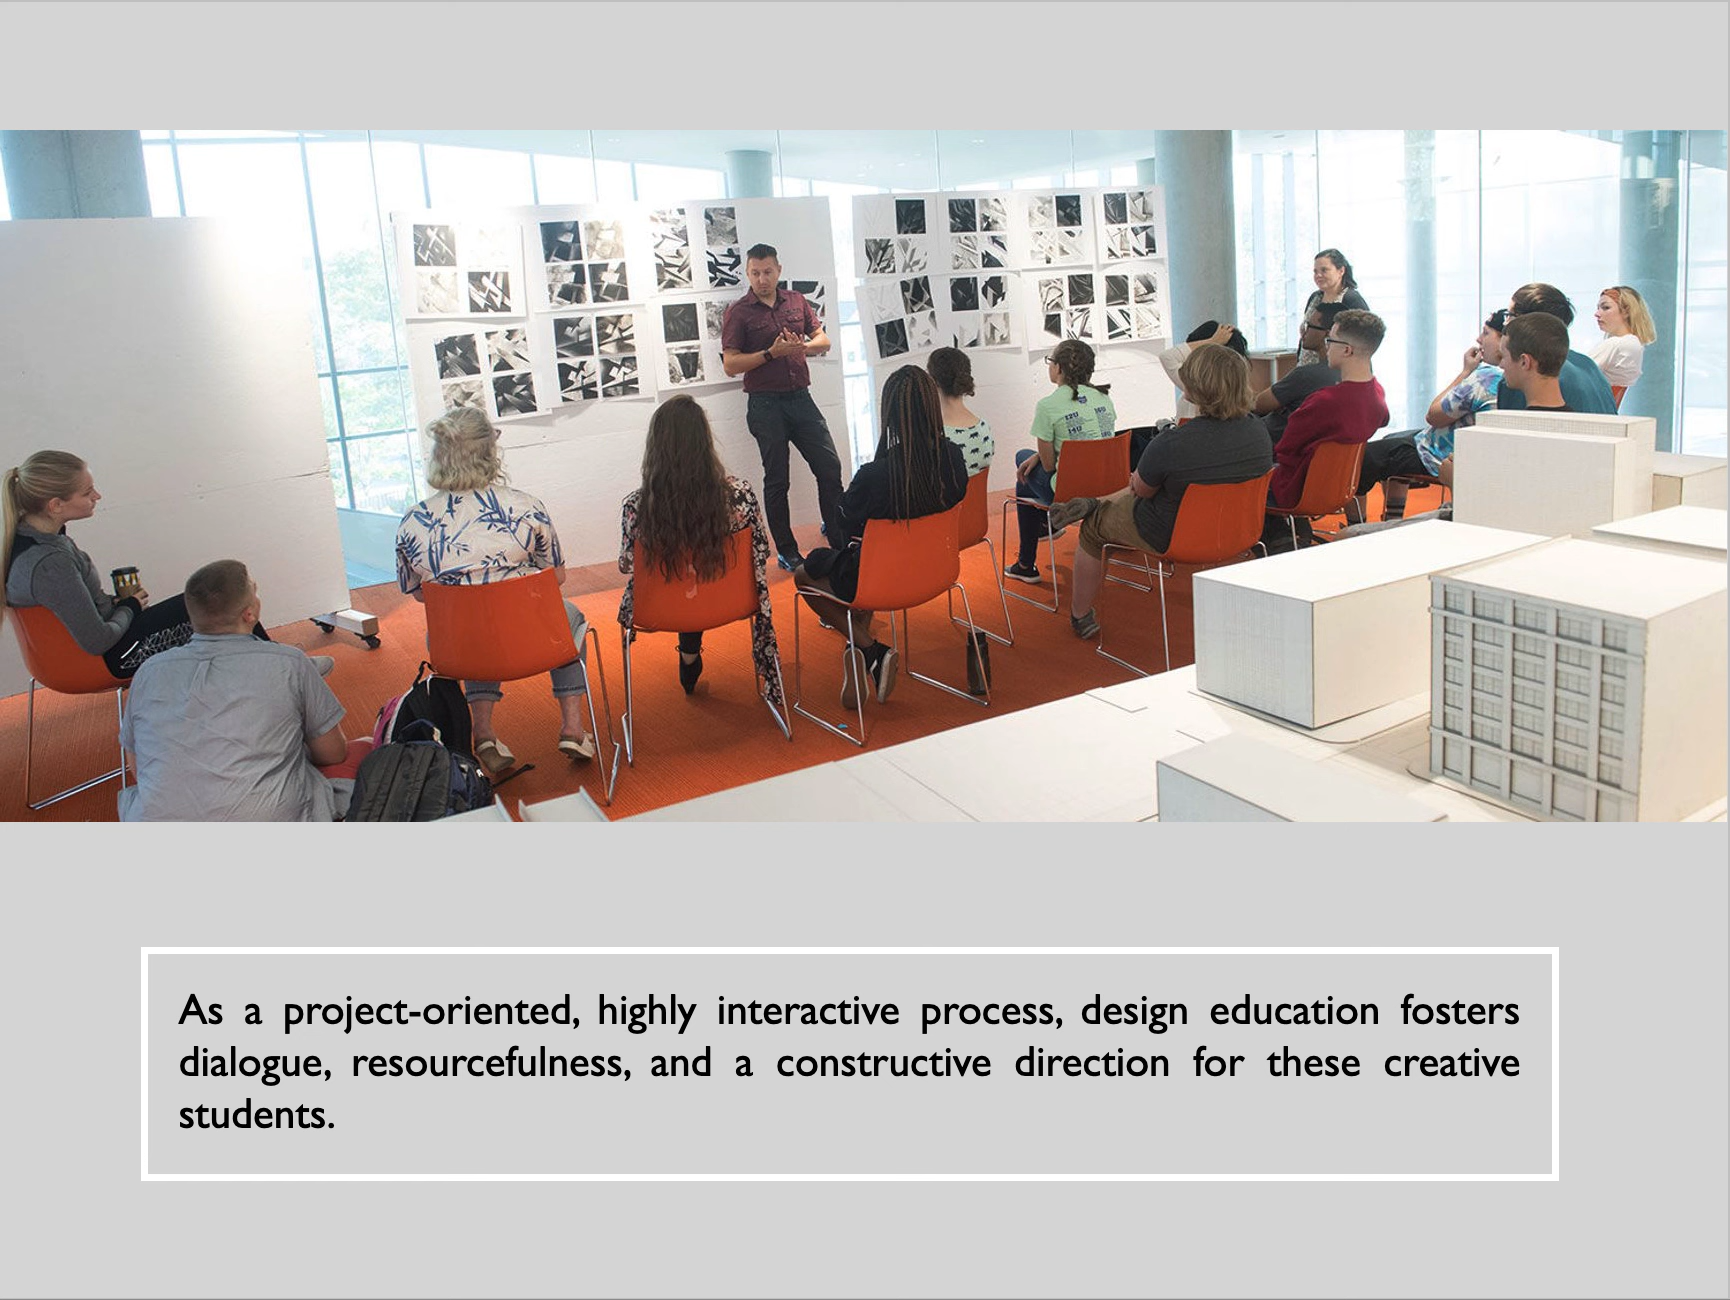 As a project-oriented, highly interactive process, design education fosters
dialogue, resourcefulness, and a constructive direction for these creative
students.